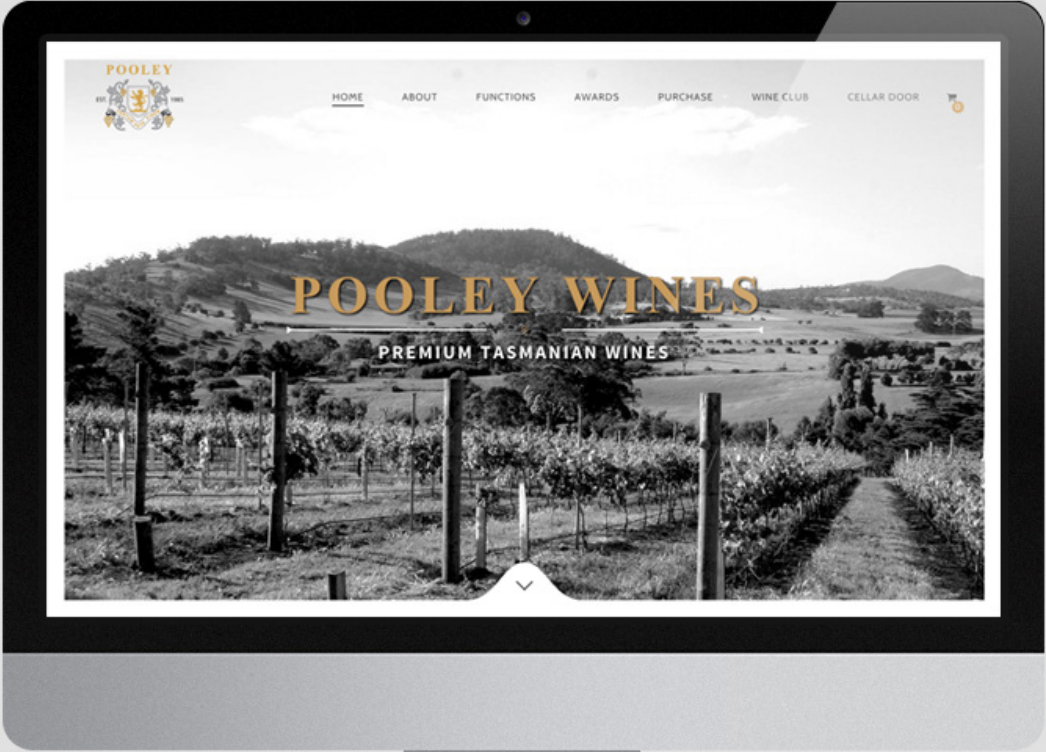 POOLEY
EST. 1985
HOME ABOUT FUNCTIONS AWARDS PURCHASE WINE CLUB CELLAR DOOR
POOLEY WINES
PREMIUM TASMANIAN WINES